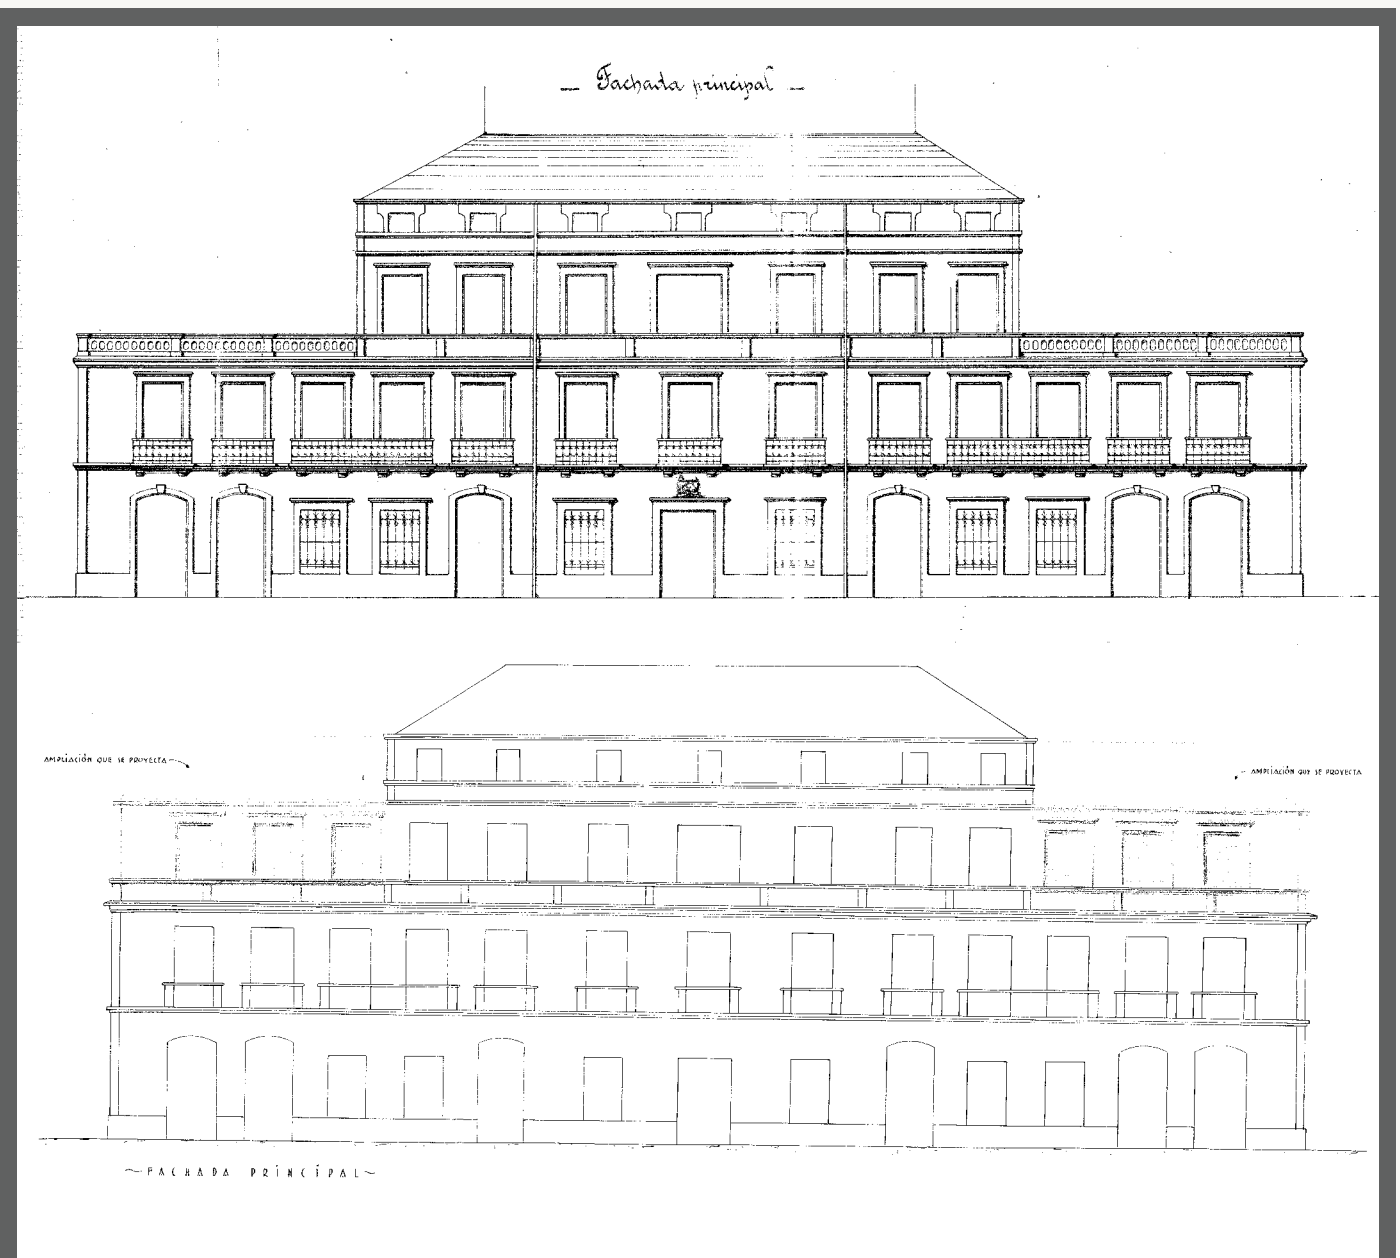 — Fachada principal —
AMPLIACIÓN QUE SE PROYECTA
AMPLIACIÓN QUE SE PROYECTA
~FACHADA PRINCIPAL~